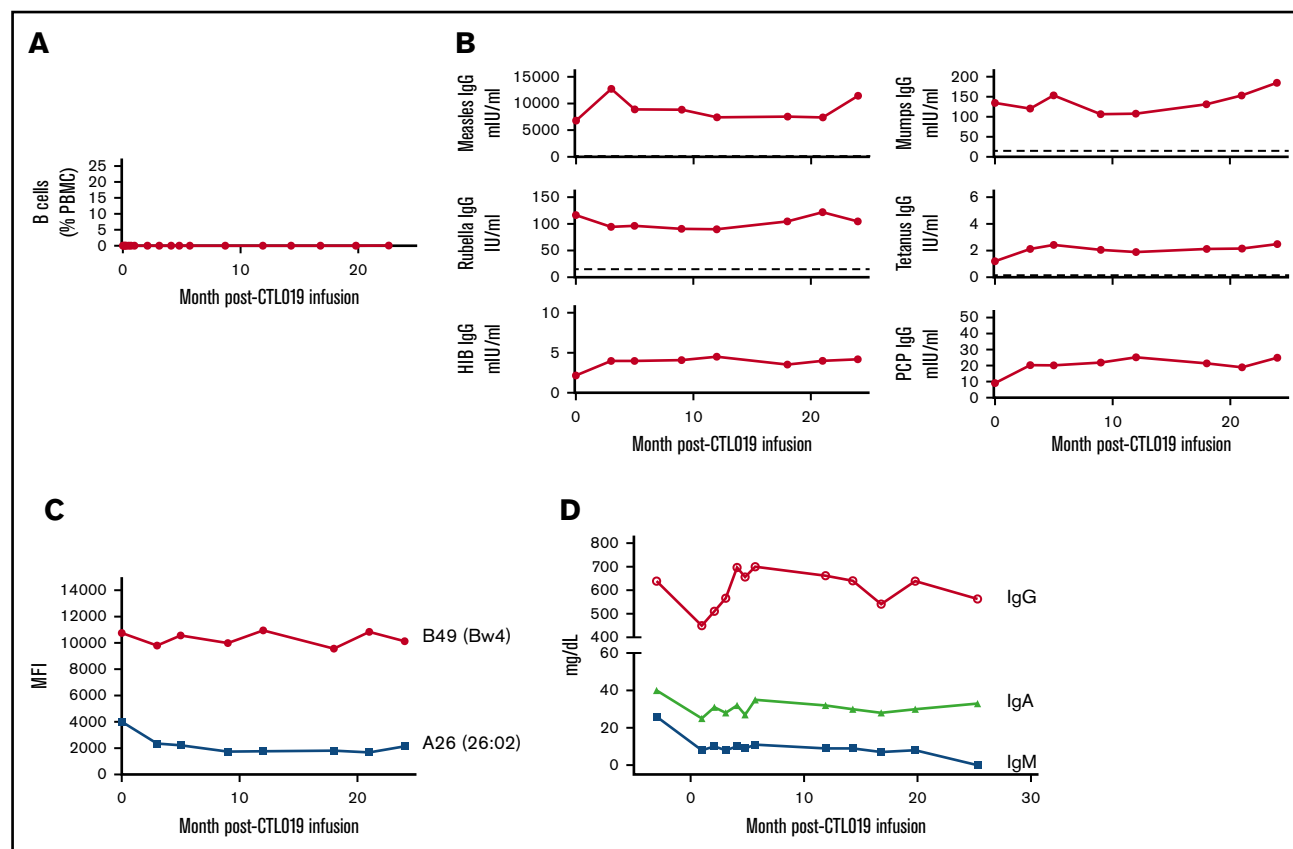 A
B cells
(% PBMC)
25
20
15
10
5
0
0
10
20
Month post-CTL019 infusion
B
Measles IgG
mIU/ml
15000
10000
5000
0
Mumps IgG
mIU/ml
200
150
100
50
0
Rubella IgG
IU/ml
150
100
50
0
Tetanus IgG
IU/ml
6
4
2
0
HIB IgG
mIU/ml
10
5
0
0
10
20
Month post-CTL019 infusion
PCP IgG
mIU/ml
50
40
30
20
10
0
0
10
20
Month post-CTL019 infusion
C
MFI
14000
12000
10000
8000
6000
4000
2000
0
B49 (Bw4)
A26 (26:02)
0
10
20
Month post-CTL019 infusion
D
mg/dL
800
700
600
500
400
60
40
20
0
IgG
IgA
IgM
0
10
20
30
Month post-CTL019 infusion